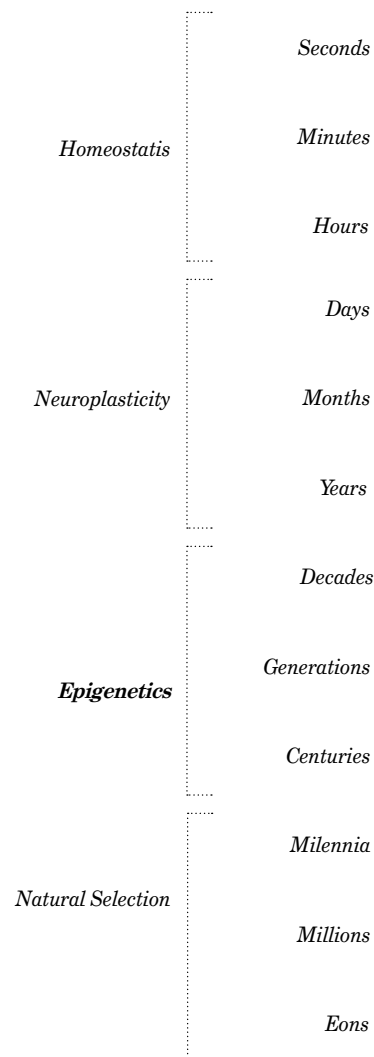 Seconds
Homeostatis
Minutes
Hours
Days
Neuroplasticity
Months
Years
Decades
Generations
Epigenetics
Centuries
Milennia
Natural Selection
Millions
Eons